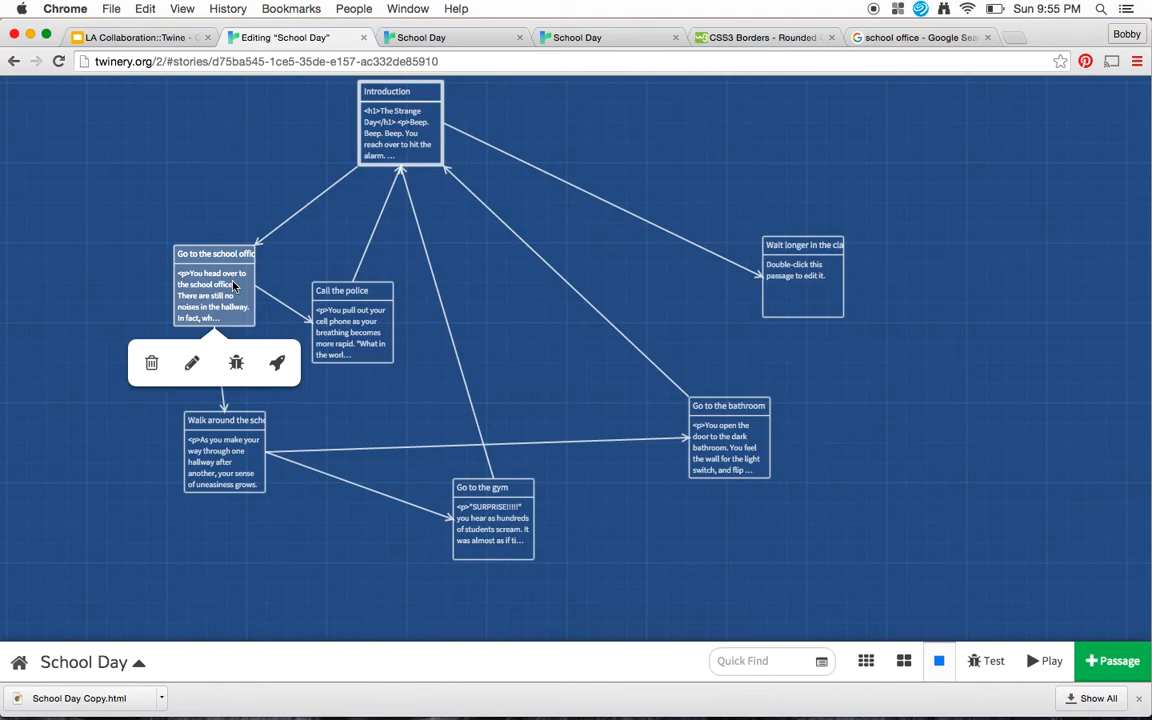 Chrome File Edit View History Bookmarks People Window Help Sun 9:55 PM
LA Collaboration::Twine - G
Editing "School Day"
School Day
School Day
CSS3 Borders - Rounded C
school office - Google Sea
Bobby
twinery.org/2/#stories/d75ba545-1ce5-35de-e157-ac332de85910
Introduction
<h1>The Strange
Day</h1> <p>Beep.
Beep. Beep. You
reach over to hit the
alarm. ...
Go to the school offic
<p>You head over to
the school office
There are still no
noises in the hallway.
In fact, wh...
Call the police
<p>You pull out your
cell phone as your
breathing becomes
more rapid. "What in
the worl...
Wait longer in the cla
Double-click this
passage to edit it.
Walk around the scho
<p>As you make your
way through one
hallway after
another, your sense
of uneasiness grows.
Go to the bathroom
<p>You open the
door to the dark
bathroom. You feel
the wall for the light
switch, and flip ...
Go to the gym
<p>"SURPRISE!!!!!"
you hear as hundreds
of students scream. It
was almost as if ti...
School Day
Quick Find
Test
Play
+Passage
School Day Copy.html
Show All